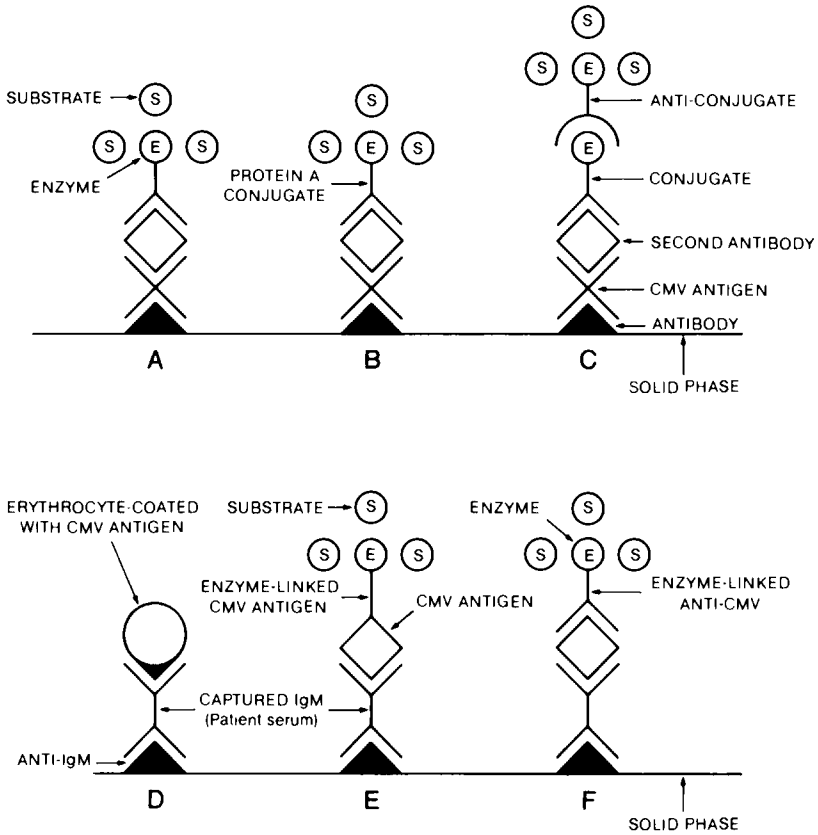 S
SUBSTRATE
S
S
S
E
S
S
E
S
S
E
S
ENZYME
PROTEIN A
CONJUGATE
ANTI-CONJUGATE
E
CONJUGATE
SECOND ANTIBODY
CMV ANTIGEN
ANTIBODY
A
B
C
SOLID PHASE
ERYTHROCYTE-COATED
WITH CMV ANTIGEN
SUBSTRATE
S
ENZYME
S
S
E
S
S
E
S
ENZYME-LINKED
CMV ANTIGEN
CMV ANTIGEN
ENZYME-LINKED
ANTI-CMV
CAPTURED IgM
(Patient serum)
ANTI-IgM
D
E
F
SOLID PHASE